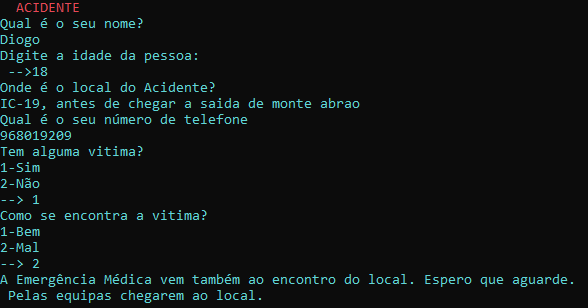 ACIDENTE
Qual é o seu nome?
Diogo
Digite a idade da pessoa:
-->18
Onde é o local do Acidente?
IC-19, antes de chegar a saida de monte abrao
Qual é o seu número de telefone
968019209
Tem alguma vitima?
1-Sim
2-Não
--> 1
Como se encontra a vitima?
1-Bem
2-Mal
--> 2
A Emergência Médica vem também ao encontro do local. Espero que aguarde.
Pelas equipas chegarem ao local.